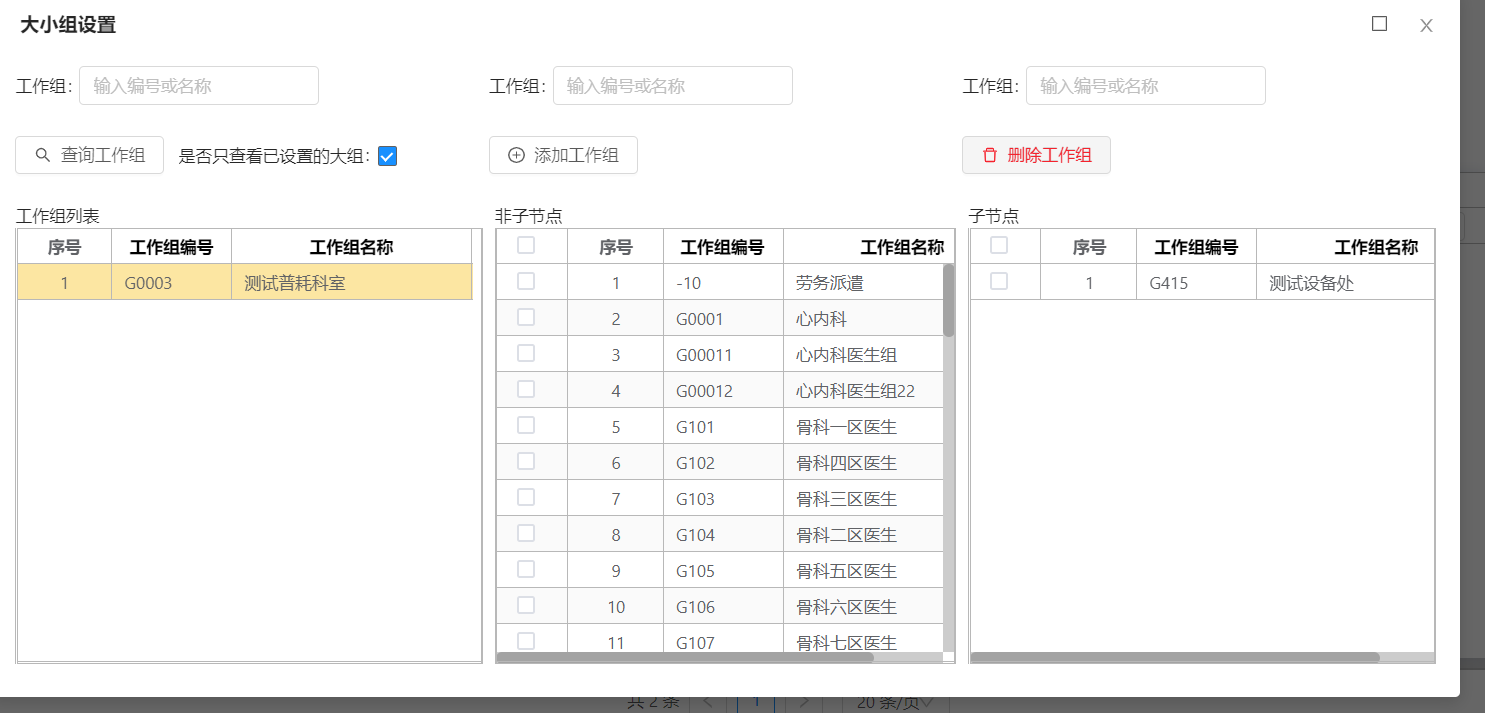 大小组设置
工作组: 输入编号或名称 工作组: 输入编号或名称 工作组: 输入编号或名称
查询工作组 是否只查看已设置的大组: 添加工作组 删除工作组
工作组列表 非子节点 子节点
序号 工作组编号 工作组名称 序号 工作组编号 工作组名称 序号 工作组编号 工作组名称
1 G0003 测试普耗科室 1 -10 劳务派遣 1 G415 测试设备处
2 G0001 心内科
3 G00011 心内科医生组
4 G00012 心内科医生组22
5 G101 骨科一区医生
6 G102 骨科四区医生
7 G103 骨科三区医生
8 G104 骨科二区医生
9 G105 骨科五区医生
10 G106 骨科六区医生
11 G107 骨科七区医生
共 2 条 < 1 > 20 条/页